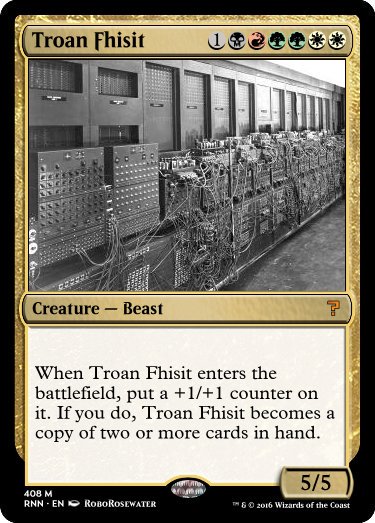 Troan Fhisit 1
Creature — Beast
When Troan Fhisit enters the
battlefield, put a +1/+1 counter on
it. If you do, Troan Fhisit becomes a
copy of two or more cards in hand.
5/5
408 M
RNN • EN RoboRosewater
™ & © 2016 Wizards of the Coast